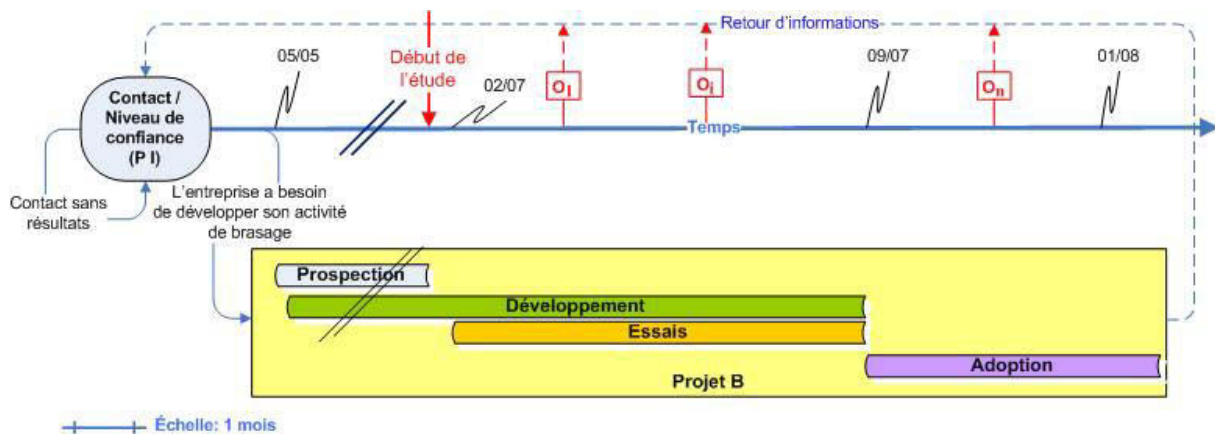 Retour d'informations
05/05
Début de
l'étude
02/07
O1
Oi
09/07
On
01/08
Contact /
Niveau de
confiance
(P I)
Temps
Contact sans
résultats
L'entreprise a besoin
de développer son activité
de brasage
Prospection
Développement
Essais
Adoption
Projet B
Échelle: 1 mois